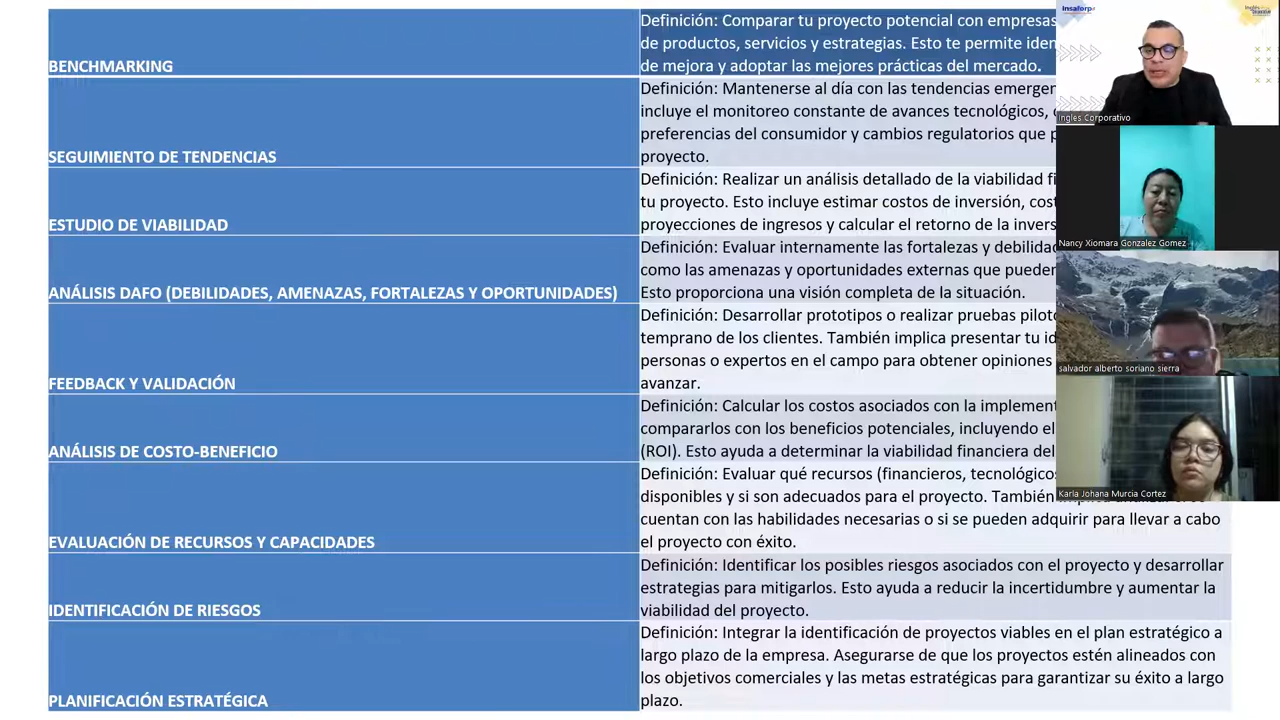 BENCHMARKING
Definición: Comparar tu proyecto potencial con empresas
de productos, servicios y estrategias. Esto te permite iden
de mejora y adoptar las mejores prácticas del mercado.
SEGUIMIENTO DE TENDENCIAS
Definición: Mantenerse al día con las tendencias emergen
incluye el monitoreo constante de avances tecnológicos,
preferencias del consumidor y cambios regulatorios que p
proyecto.
ESTUDIO DE VIABILIDAD
Definición: Realizar un análisis detallado de la viabilidad fi
tu proyecto. Esto incluye estimar costos de inversión, cost
proyecciones de ingresos y calcular el retorno de la invers
ANÁLISIS DAFO (DEBILIDADES, AMENAZAS, FORTALEZAS Y OPORTUNIDADES)
Definición: Evaluar internamente las fortalezas y debilidad
como las amenazas y oportunidades externas que pueden
Esto proporciona una visión completa de la situación.
FEEDBACK Y VALIDACIÓN
Definición: Desarrollar prototipos o realizar pruebas piloto
temprano de los clientes. También implica presentar tu id
personas o expertos en el campo para obtener opiniones
avanzar.
ANÁLISIS DE COSTO-BENEFICIO
Definición: Calcular los costos asociados con la implement
compararlos con los beneficios potenciales, incluyendo el
(ROI). Esto ayuda a determinar la viabilidad financiera del
EVALUACIÓN DE RECURSOS Y CAPACIDADES
Definición: Evaluar qué recursos (financieros, tecnológicos
disponibles y si son adecuados para el proyecto. También
cuentan con las habilidades necesarias o si se pueden adquirir para llevar a cabo
el proyecto con éxito.
IDENTIFICACIÓN DE RIESGOS
Definición: Identificar los posibles riesgos asociados con el proyecto y desarrollar
estrategias para mitigarlos. Esto ayuda a reducir la incertidumbre y aumentar la
viabilidad del proyecto.
PLANIFICACIÓN ESTRATÉGICA
Definición: Integrar la identificación de proyectos viables en el plan estratégico a
largo plazo de la empresa. Asegurarse de que los proyectos estén alineados con
los objetivos comerciales y las metas estratégicas para garantizar su éxito a largo
plazo.
insaforp
Ingles Corporativo
Nancy Xiomara Gonzalez Gomez
salvador alberto soriano sierra
Karla Johana Murcia Cortez